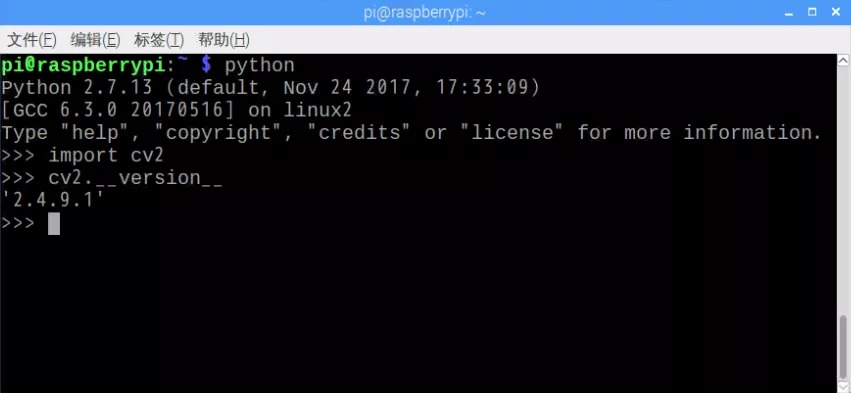 pi@raspberrypi: ~
文件(F) 编辑(E) 标签(T) 帮助(H)
pi@raspberrypi:~ $ python
Python 2.7.13 (default, Nov 24 2017, 17:33:09)
[GCC 6.3.0 20170516] on linux2
Type "help", "copyright", "credits" or "license" for more information.
>>> import cv2
>>> cv2.__version__
'2.4.9.1'
>>>